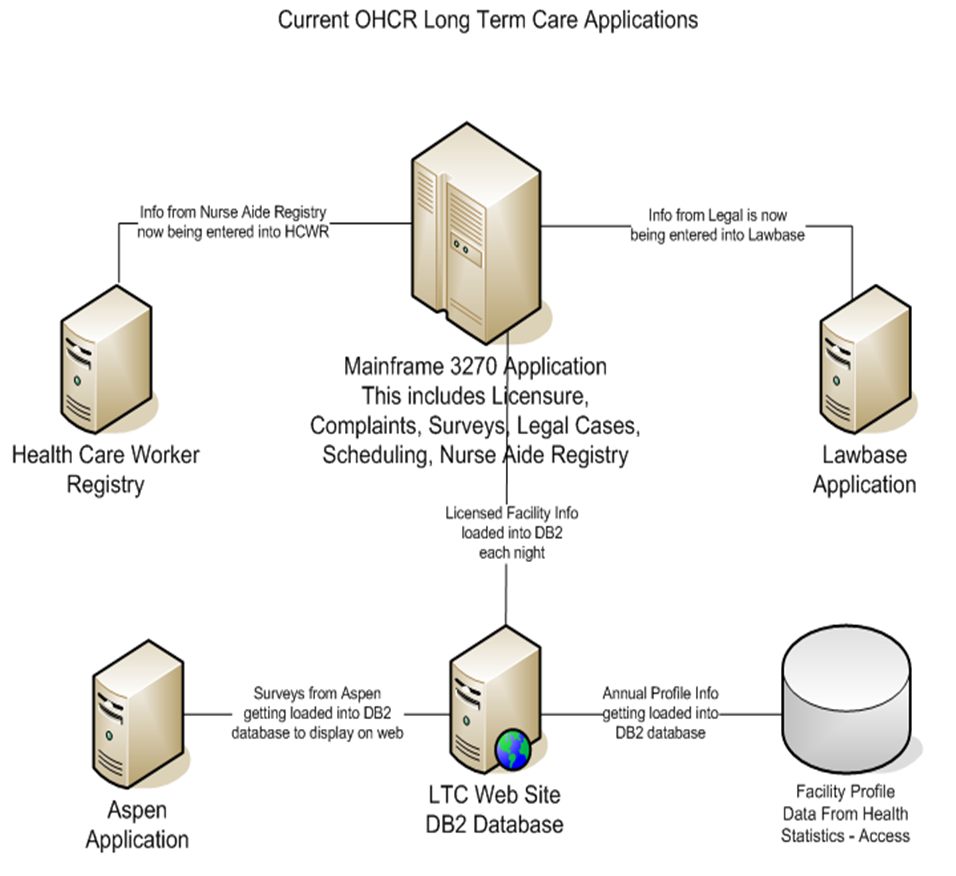 Current OHCR Long Term Care Applications
Info from Nurse Aide Registry
now being entered into HCWR
Info from Legal is now
being entered into Lawbase
Mainframe 3270 Application
This includes Licensure,
Complaints, Surveys, Legal Cases,
Scheduling, Nurse Aide Registry
Health Care Worker
Registry
Lawbase
Application
Licensed Facility Info
loaded into DB2
each night
Surveys from Aspen
getting loaded into DB2
database to display on web
Annual Profile Info
getting loaded into
DB2 database
Aspen
Application
LTC Web Site
DB2 Database
Facility Profile
Data From Health
Statistics - Access